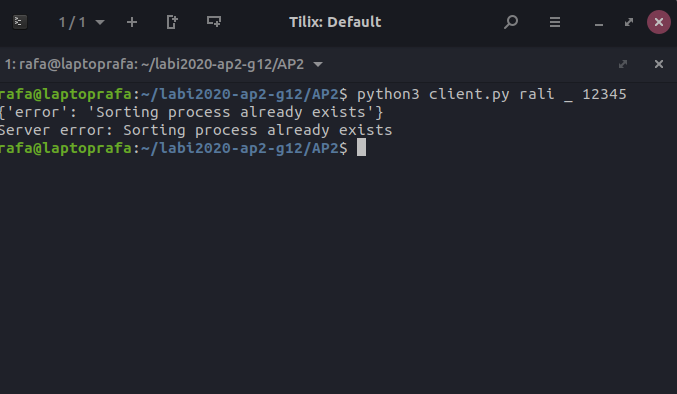 1 / 1
Tilix: Default
1: rafa@laptoprafa: ~/labi2020-ap2-g12/AP2
rafa@laptoprafa:~/labi2020-ap2-g12/AP2$ python3 client.py rali _ 12345
{'error': 'Sorting process already exists'}
Server error: Sorting process already exists
rafa@laptoprafa:~/labi2020-ap2-g12/AP2$